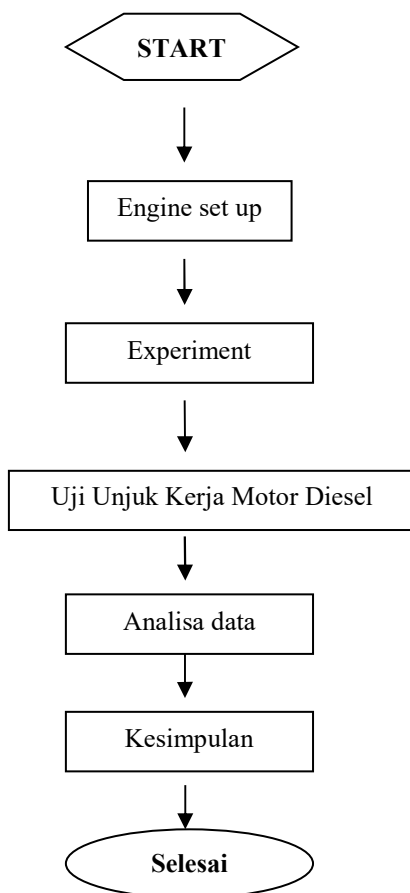 START
Engine set up
Experiment
Uji Unjuk Kerja Motor Diesel
Analisa data
Kesimpulan
Selesai